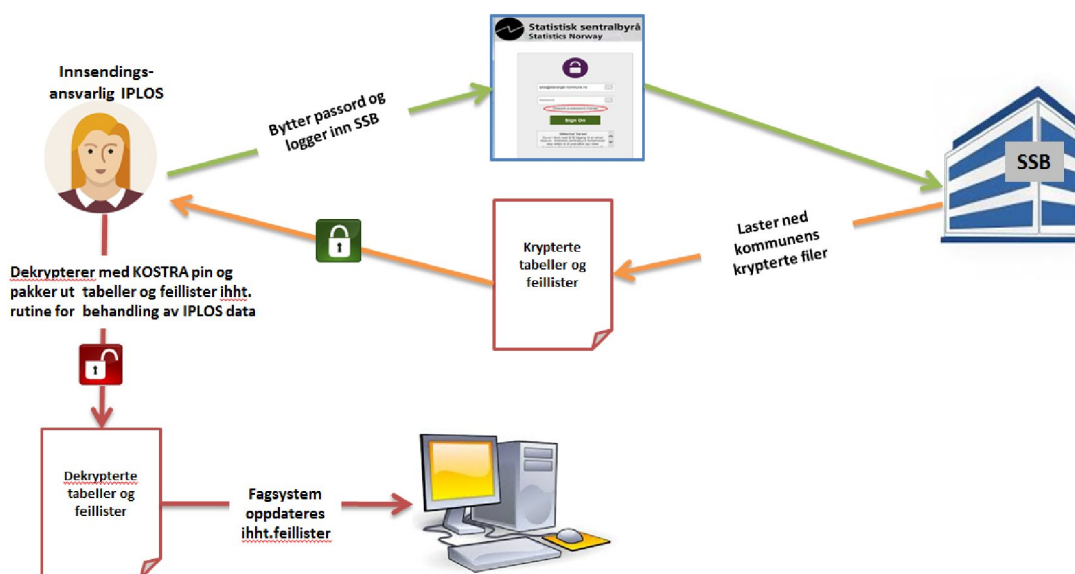 Statistisk sentralbyrå
Statistics Norway
Innsendings-
ansvarlig IPLOS
Bytter passord og
logger inn SSB
Sign On
SSB
Laster ned
kommunens
krypterte filer
Krypterte
tabeller og
feillister
Dekrypterer med KOSTRA pin og
pakker ut tabeller og feillister ihht.
rutine for behandling av IPLOS data
Dekrypterte
tabeller og
feillister
Fagsystem
oppdateres
ihht.feillister